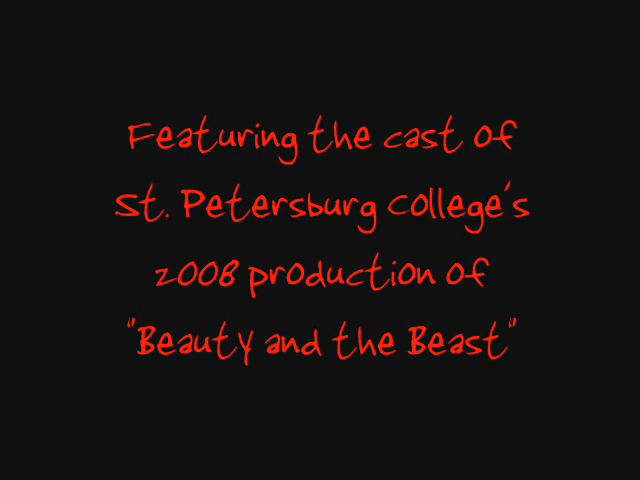 Featuring the cast of
St. Petersburg College's
2008 production of
"Beauty and the Beast"